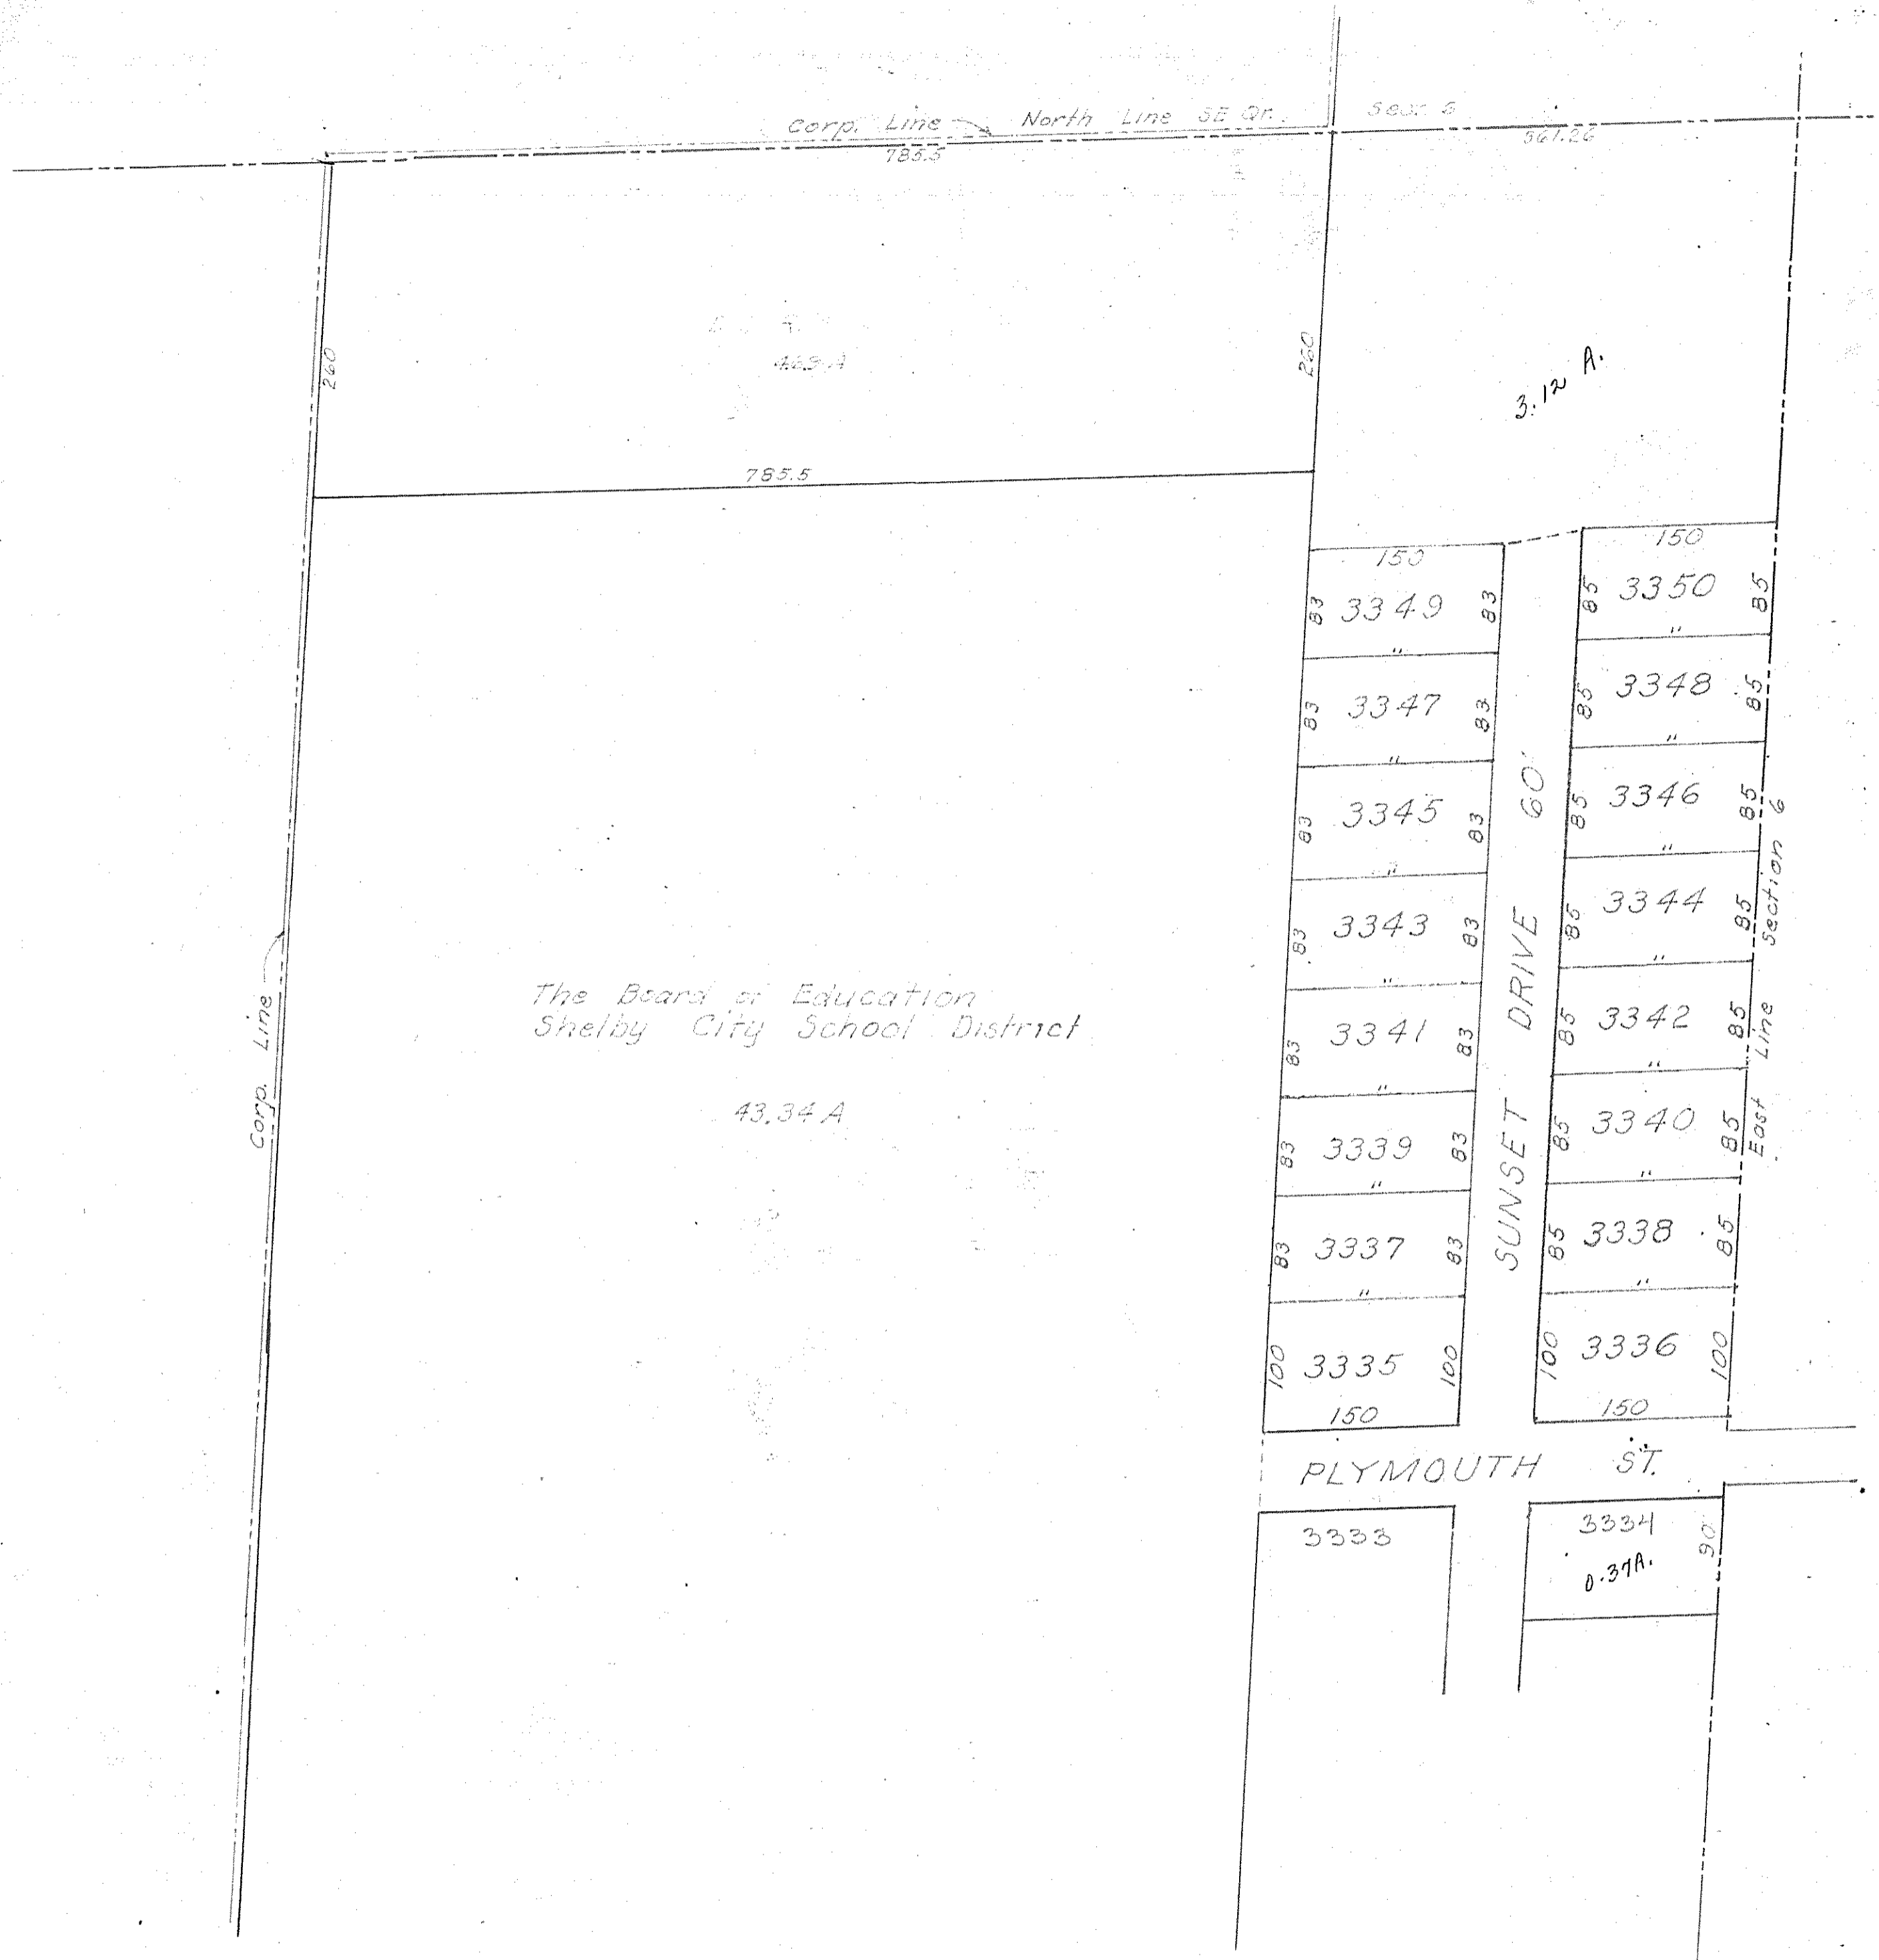 Corp. Line North Line SE Qr. Sec. 6
785.5
561.26
260
4.69 A
260
3.12 A.
785.5
150
150
83 3349 83
85 3350 85
"
"
83 3347 83
85 3348 85
"
"
83 3345 83
85 3346 85
"
"
83 3343 83
85 3344 85
"
"
83 3341 83
85 3342 85
"
"
83 3339 83
85 3340 85
"
"
83 3337 83
85 3338 85
"
"
100 3335 100
100 3336 100
150
150
SUNSET DRIVE 60'
East Line Section 6
Corp. Line
The Board of Education
Shelby City School District
43.34 A
PLYMOUTH ST.
3333
3334
90
0.37A.